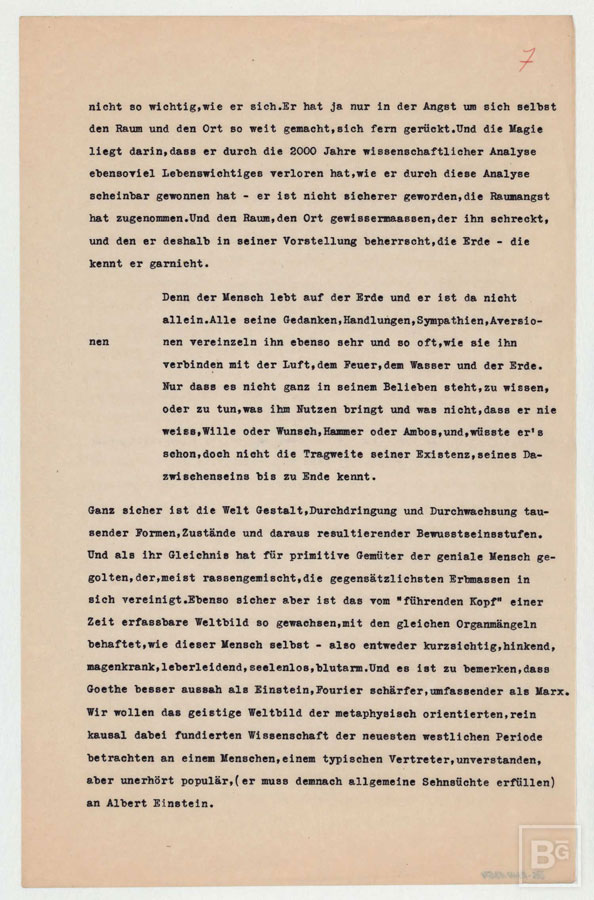 7
nicht so wichtig,wie er sich.Er hat ja nur in der Angst um sich selbst
den Raum und den Ort so weit gemacht,sich fern gerückt.Und die Magie
liegt darin,dass er durch die 2000 Jahre wissenschaftlicher Analyse
ebensoviel Lebenswichtiges verloren hat,wie er durch diese Analyse
scheinbar gewonnen hat - er ist nicht sicherer geworden,die Raumangst
hat zugenommen.Und den Raum,den Ort gewissermaassen,der ihn schreckt,
und den er deshalb in seiner Vorstellung beherrscht,die Erde - die
kennt er garnicht.
Denn der Mensch lebt auf der Erde und er ist da nicht
allein.Alle seine Gedanken,Handlungen,Sympathien,Aversio-
nen nen vereinzeln ihn ebenso sehr und so oft,wie sie ihn
verbinden mit der Luft,dem Feuer,dem Wasser und der Erde.
Nur dass es nicht ganz in seinem Belieben steht,zu wissen,
oder zu tun,was ihm Nutzen bringt und was nicht,dass er nie
weiss,Wille oder Wunsch,Hammer oder Ambos,und,wüsste er's
schon,doch nicht die Tragweite seiner Existenz,seines Da-
zwischenseins bis zu Ende kennt.
Ganz sicher ist die Welt Gestalt,Durchdringung und Durchwachsung tau-
sender Formen,Zustände und daraus resultierender Bewusstseinsstufen.
Und als ihr Gleichnis hat für primitive Gemüter der geniale Mensch ge-
golten,der,meist rassengemischt,die gegensätzlichsten Erbmassen in
sich vereinigt.Ebenso sicher aber ist das vom "führenden Kopf" einer
Zeit erfassbare Weltbild so gewachsen,mit den gleichen Organmängeln
behaftet,wie dieser Mensch selbst - also entweder kurzsichtig,hinkend,
magenkrank,leberleidend,seelenlos,blutarm.Und es ist zu bemerken,dass
Goethe besser aussah als Einstein,Fourier schärfer,umfassender als Marx.
Wir wollen das geistige Weltbild der metaphysisch orientierten,rein
kausal dabei fundierten Wissenschaft der neuesten westlichen Periode
betrachten an einem Menschen,einem typischen Vertreter,unverstanden,
aber unerhört populär,(er muss demnach allgemeine Sehnsüchte erfüllen)
an Albert Einstein.
BG